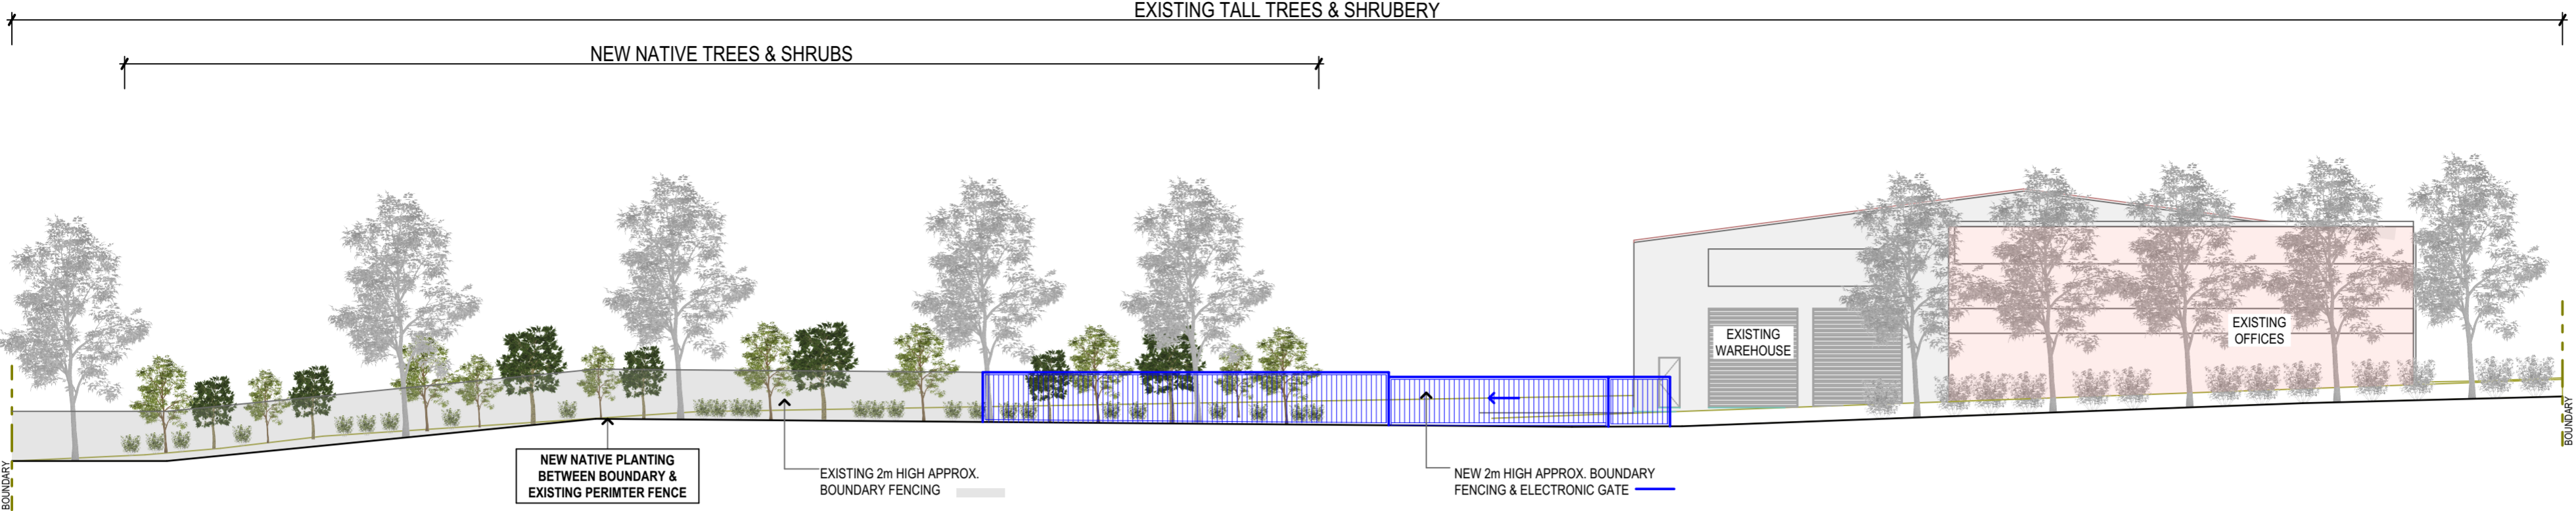 EXISTING TALL TREES & SHRUBERY
NEW NATIVE TREES & SHRUBS
EXISTING
WAREHOUSE
EXISTING
OFFICES
BOUNDARY
NEW NATIVE PLANTING
BETWEEN BOUNDARY &
EXISTING PERIMTER FENCE
EXISTING 2m HIGH APPROX.
BOUNDARY FENCING
NEW 2m HIGH APPROX. BOUNDARY
FENCING & ELECTRONIC GATE
BOUNDARY